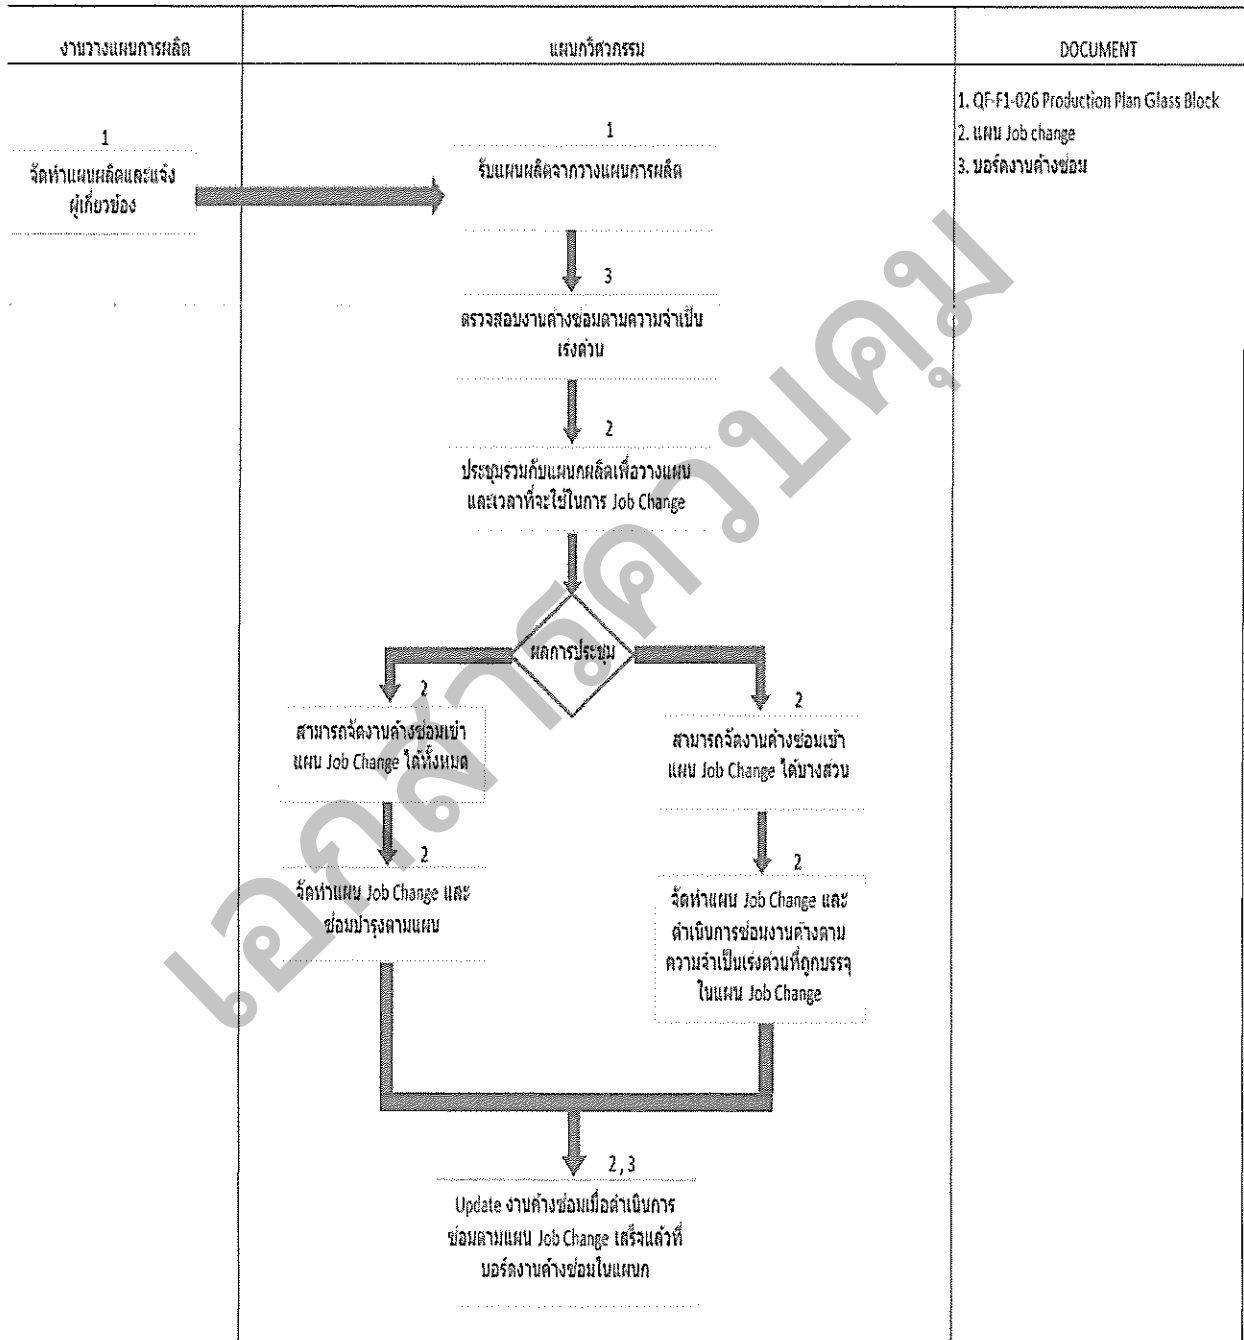 งานวางแผนการผลิต
แผนกวิศวกรรม
DOCUMENT
1. QF-F1-026 Production Plan Glass Block
2. แผน Job change
3. บอร์ดงานค้างซ่อม
1
จัดทำแผนผลิตและแจ้ง
ผู้เกี่ยวข้อง
1
รับแผนผลิตจากวางแผนการผลิต
3
ตรวจสอบงานค้างซ่อมตามความจำเป็น
เร่งด่วน
2
ประชุมร่วมกับแผนกผลิตเพื่อวางแผน
และเวลาที่จะใช้ในการ Job Change
ผลการประชุม
2
สามารถจัดงานค้างซ่อมเข้า
แผน Job Change ได้ทั้งหมด
2
สามารถจัดงานค้างซ่อมเข้า
แผน Job Change ได้บางส่วน
2
จัดทำแผน Job Change และ
ซ่อมบำรุงตามแผน
2
จัดทำแผน Job Change และ
ดำเนินการซ่อมงานค้างตาม
ความจำเป็นเร่งด่วนที่ถูกบรรจุ
ในแผน Job Change
2,3
Update งานค้างซ่อมเมื่อดำเนินการ
ซ่อมตามแผน Job Change เสร็จแล้วที่
บอร์ดงานค้างซ่อมในแผนก
เอกสารควบคุม